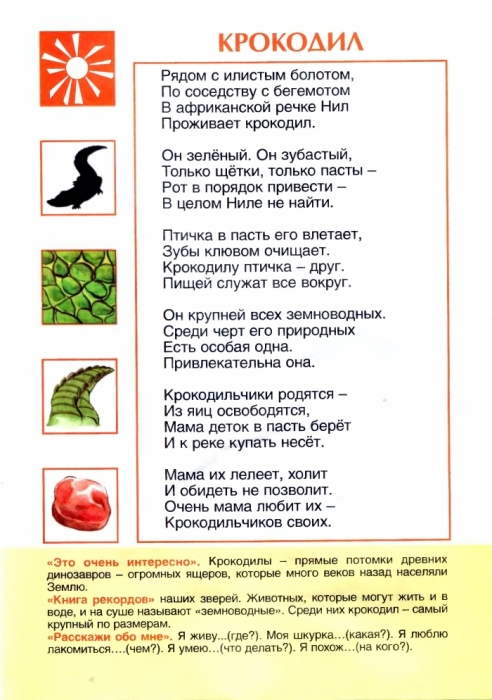 КРОКОДИЛ
Рядом с илистым болотом,
По соседству с бегемотом
В африканской речке Нил
Проживает крокодил.
Он зелёный. Он зубастый,
Только щётки, только пасты –
Рот в порядок привести –
В целом Ниле не найти.
Птичка в пасть его влетает,
Зубы клювом очищает.
Крокодилу птичка – друг.
Пищей служат все вокруг.
Он крупней всех земноводных.
Среди черт его природных
Есть особая одна.
Привлекательна она.
Крокодильчики родятся –
Из яиц освободятся,
Мама деток в пасть берёт
И к реке купать несёт.
Мама их лелеет, холит
И обидеть не позволит.
Очень мама любит их –
Крокодильчиков своих.
«Это очень интересно». Крокодилы – прямые потомки древних
динозавров – огромных ящеров, которые много веков назад населяли
Землю.
«Книга рекордов» наших зверей. Животных, которые могут жить и в
воде, и на суше называют «земноводные». Среди них крокодил – самый
крупный по размерам.
«Расскажи обо мне». Я живу...(где?). Моя шкурка...(какая?). Я люблю
лакомиться....(чем?). Я умею...(что делать?). Я похож...(на кого?).